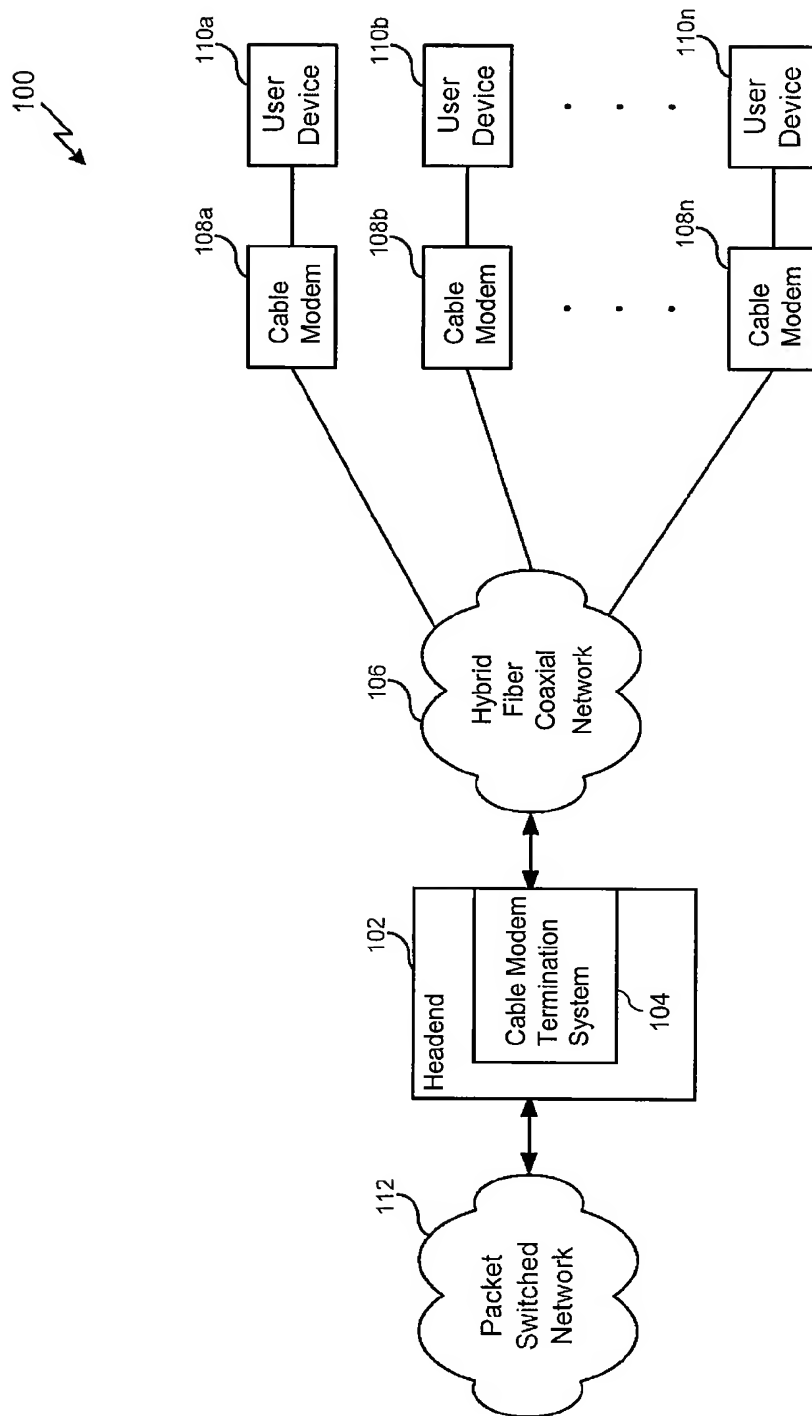 100
110a
User
Device
110b
User
Device
110n
User
Device
108a
Cable
Modem
108b
Cable
Modem
108n
Cable
Modem
106
Hybrid
Fiber
Coaxial
Network
102
Headend
Cable Modem
Termination
System
104
112
Packet
Switched
Network